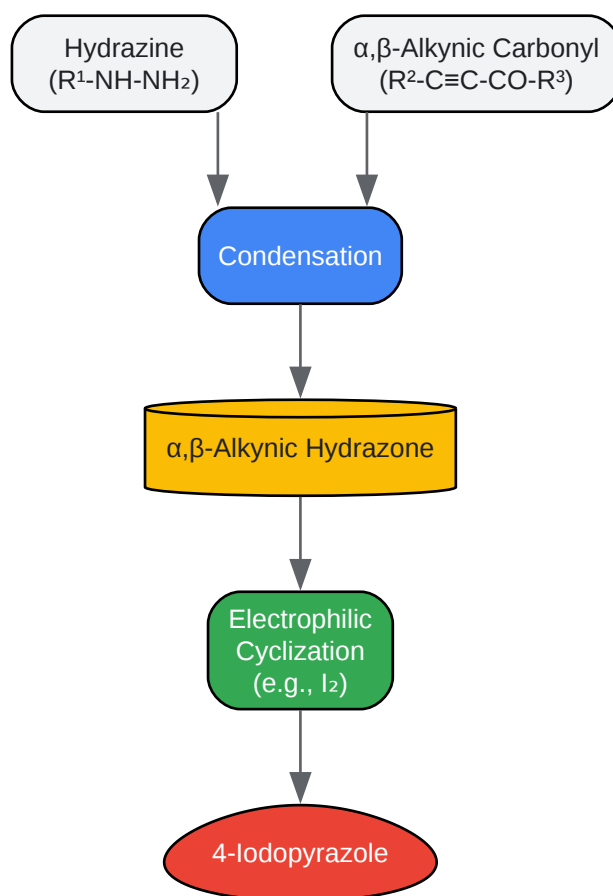 Hydrazine
(R¹-NH-NH₂)
α,β-Alkynic Carbonyl
(R²-C≡C-CO-R³)
Condensation
α,β-Alkynic Hydrazone
Electrophilic
Cyclization
(e.g., I₂)
4-Iodopyrazole